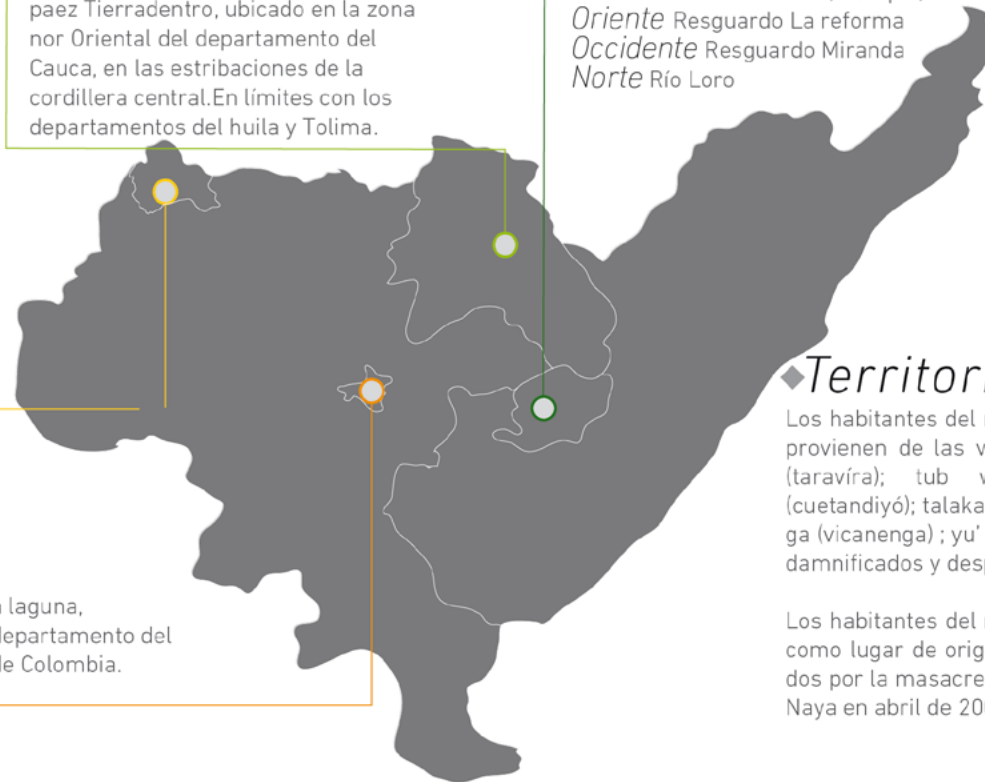 paez Tierradentro, ubicado en la zona
nor Oriental del departamento del
Cauca, en las estribaciones de la
cordillera central.En límites con los
departamentos del huila y Tolima.
Oriente Resguardo La reforma
Occidente Resguardo Miranda
Norte Río Loro
Territor
Los habitantes del
provienen de las v
(taravíra); tub
(cuetandiyó); talaka
ga (vicanenga) ; yu'
damnificados y desp
Los habitantes del
como lugar de orig
dos por la masacre
Naya en abril de 20
laguna,
departamento del
de Colombia.